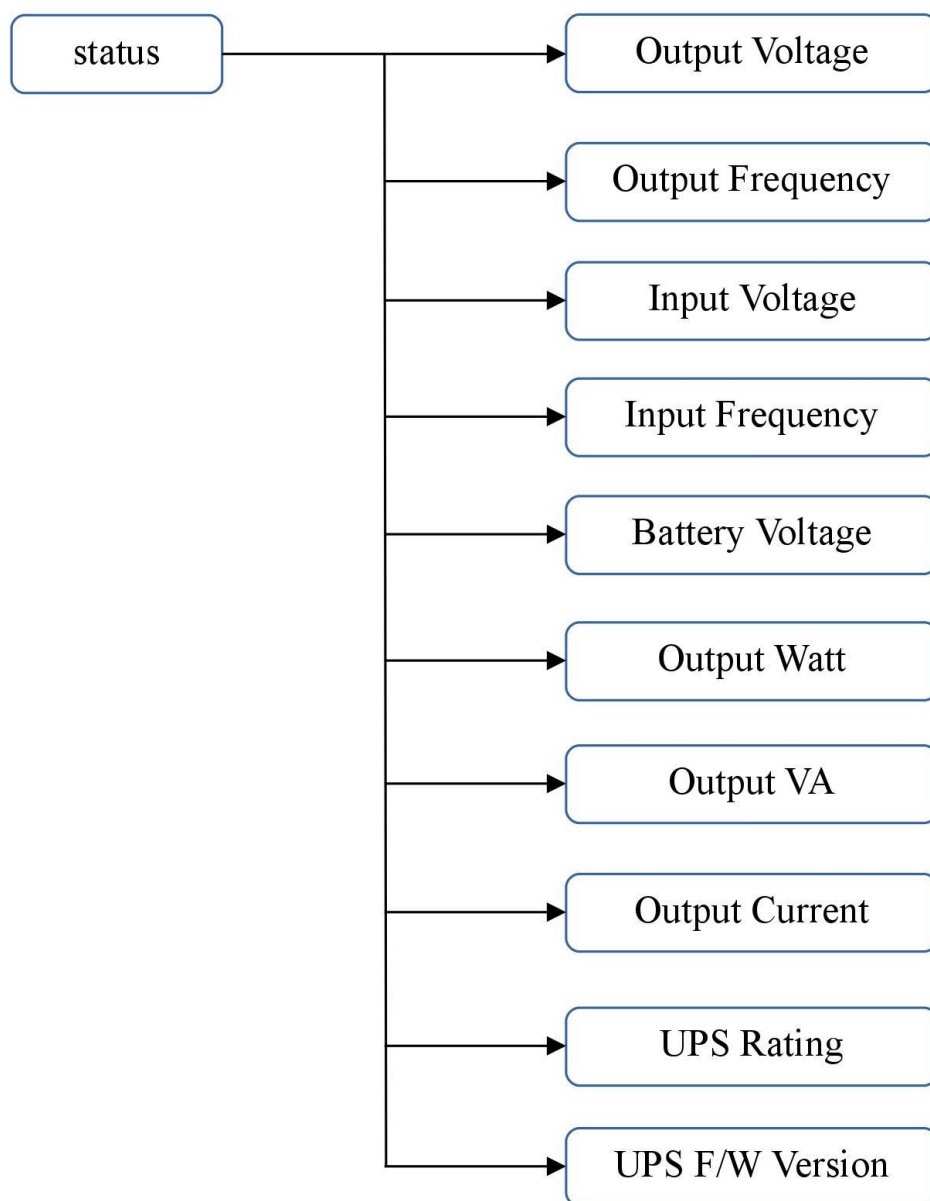 status
Output Voltage
Output Frequency
Input Voltage
Input Frequency
Battery Voltage
Output Watt
Output VA
Output Current
UPS Rating
UPS F/W Version